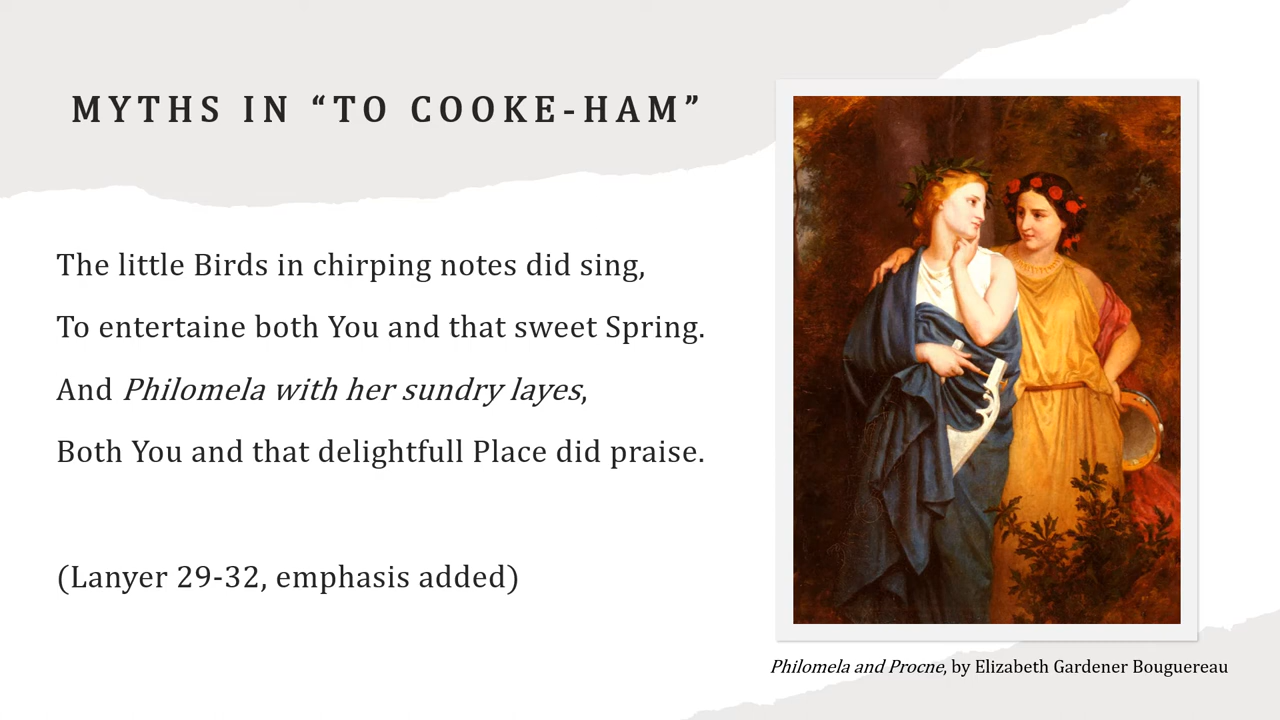 MYTHS IN “TO COOKE-HAM”
The little Birds in chirping notes did sing,
To entertaine both You and that sweet Spring.
And Philomela with her sundry layes,
Both You and that delightfull Place did praise.
(Lanyer 29-32, emphasis added)
Philomela and Procne, by Elizabeth Gardener Bouguereau